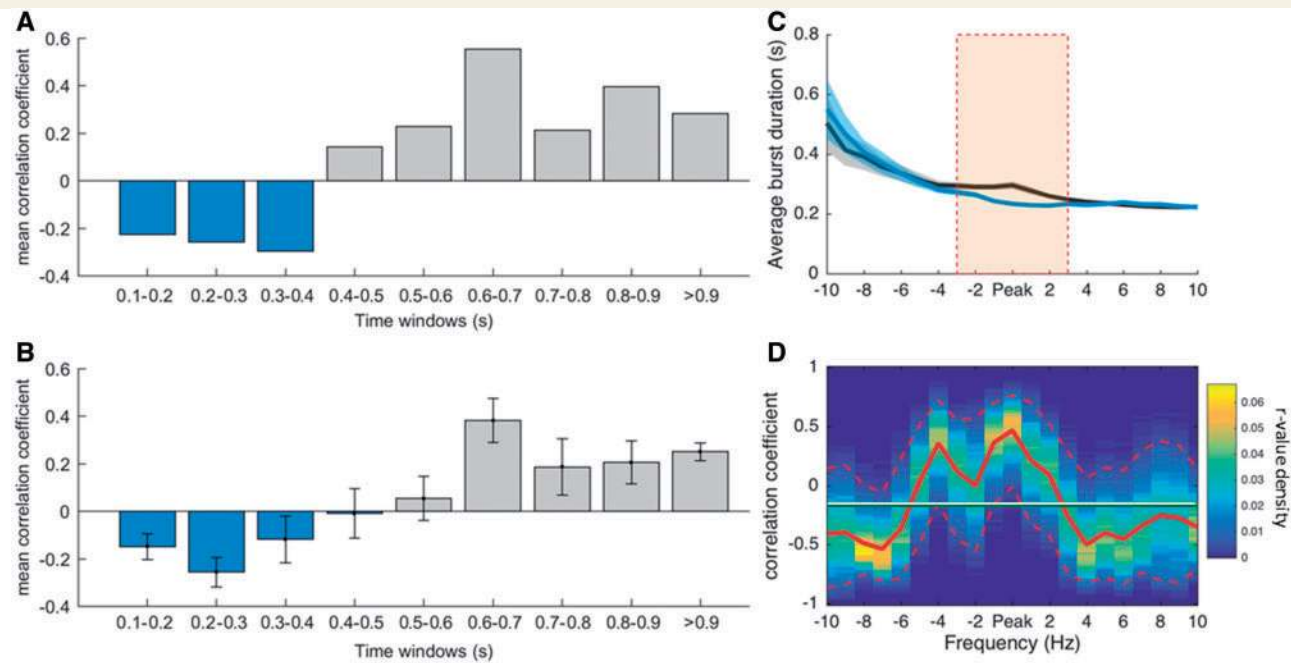 A
mean correlation coefficient
0.6
0.4
0.2
0
-0.2
-0.4
0.1-0.2 0.2-0.3 0.3-0.4 0.4-0.5 0.5-0.6 0.6-0.7 0.7-0.8 0.8-0.9 >0.9
Time windows (s)
B
mean correlation coefficient
0.6
0.4
0.2
0
-0.2
-0.4
0.1-0.2 0.2-0.3 0.3-0.4 0.4-0.5 0.5-0.6 0.6-0.7 0.7-0.8 0.8-0.9 >0.9
Time windows (s)
C
Average burst duration (s)
0.8
0.6
0.4
0.2
0
-10 -8 -6 -4 -2 Peak 2 4 6 8 10
D
correlation coefficient
1
0.5
0
-0.5
-1
-10 -8 -6 -4 -2 Peak 2 4 6 8 10
Frequency (Hz)
0.06
0.05
0.04
0.03
0.02
0.01
0
r-value density